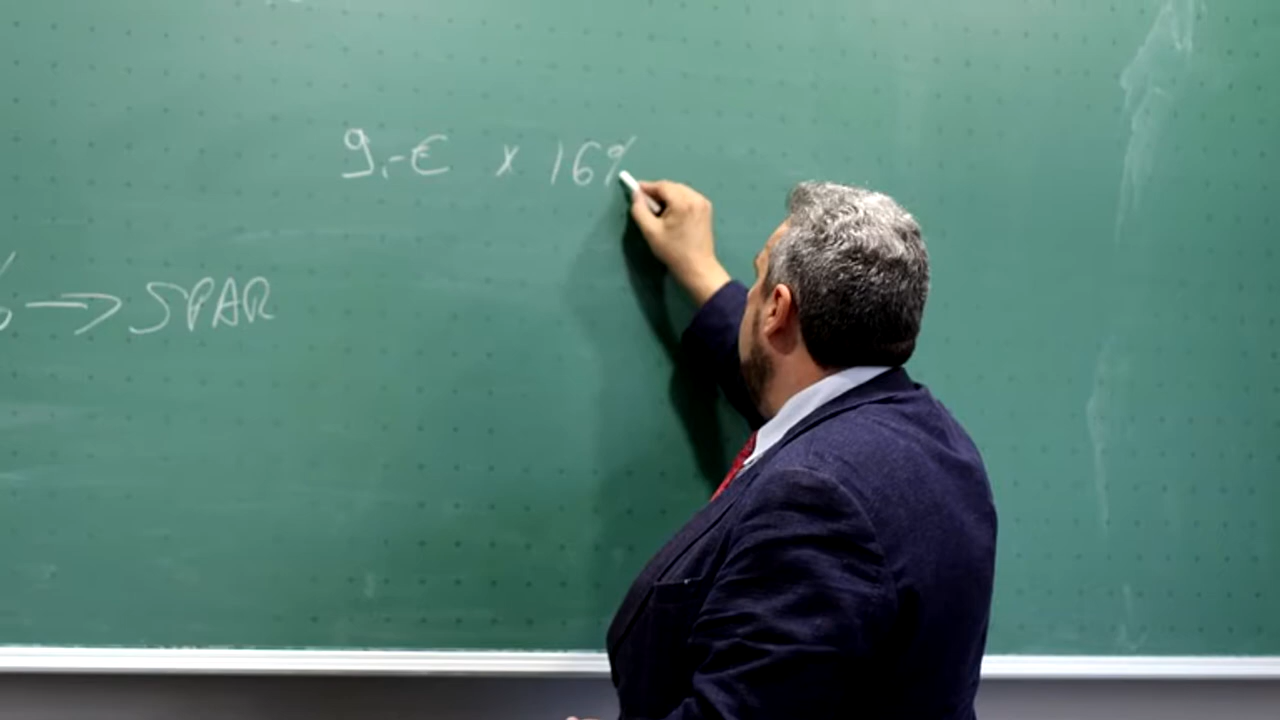 9,-€ x 16%
% → SPAR